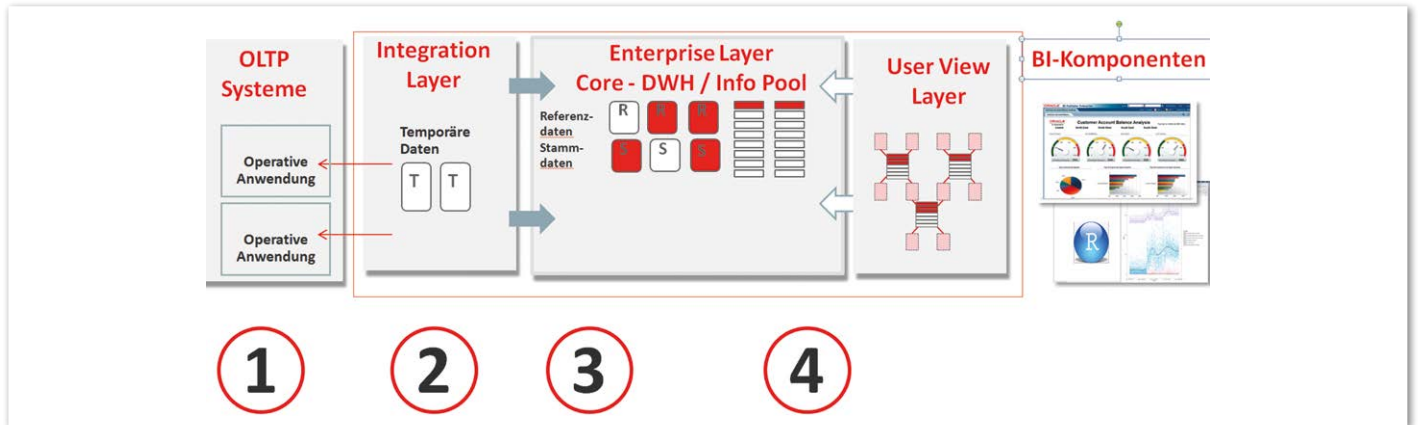 OLTP
Systeme
Operative
Anwendung
Operative
Anwendung
Integration
Layer
Temporäre
Daten
T T
Enterprise Layer
Core - DWH / Info Pool
Referenz-
daten
Stamm-
daten
R R R
S S S
User View
Layer
BI-Komponenten
ORACLE
Customer Account Balance Analysis
R
1 2 3 4